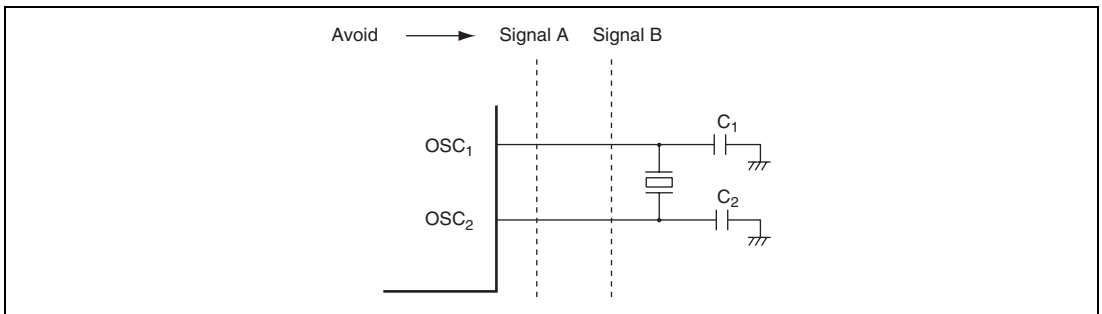 Avoid Signal A Signal B
C₁
OSC₁
C₂
OSC₂